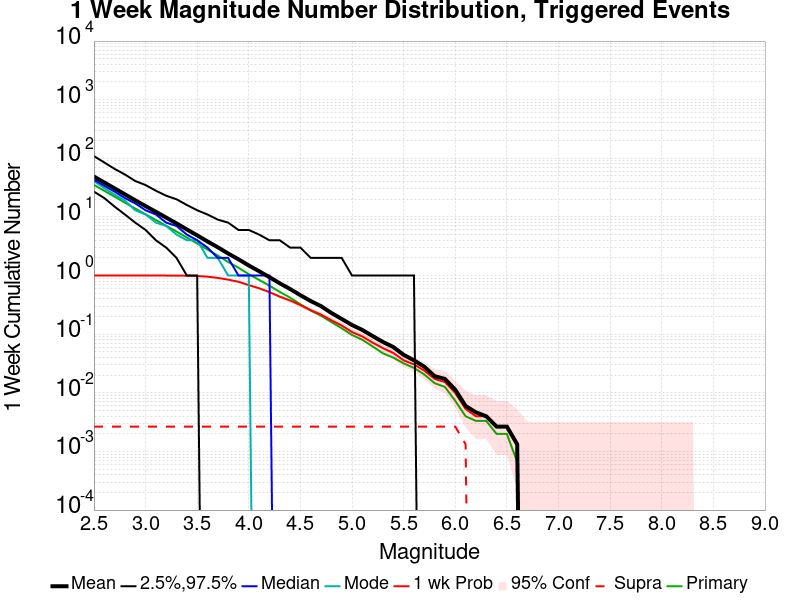 1 Week Magnitude Number Distribution, Triggered Events
1 Week Cumulative Number
10^4
10^3
10^2
10^1
10^0
10^-1
10^-2
10^-3
10^-4
2.5 3.0 3.5 4.0 4.5 5.0 5.5 6.0 6.5 7.0 7.5 8.0 8.5 9.0
Magnitude
Mean 2.5%,97.5% Median Mode 1 wk Prob 95% Conf Supra Primary